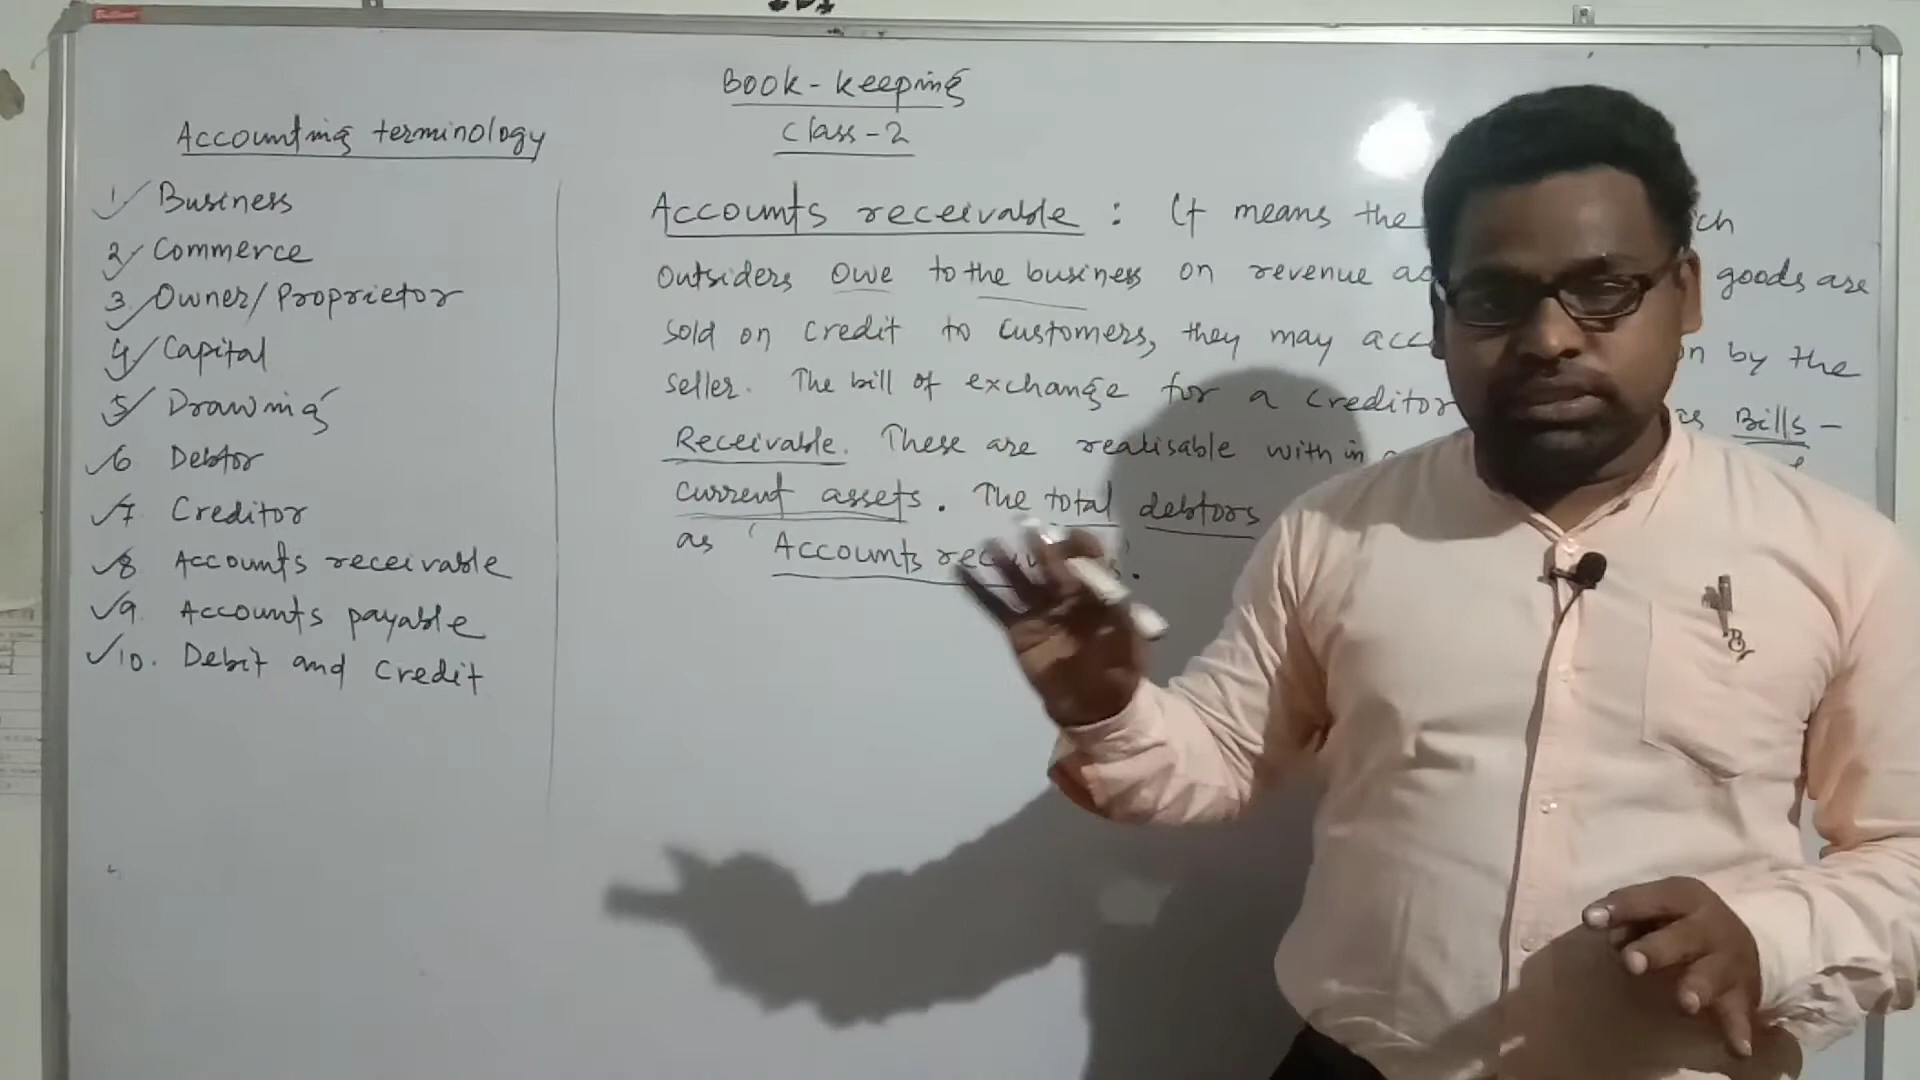 Book-keeping
Class-2
Accounting terminology
1 Business
2 Commerce
3. Owner/Proprietor
4 Capital
5 Drawing
6 Debtor
7 Creditor
8 Accounts receivable
9. Accounts payable
10. Debit and Credit
Accounts receivable : It means the
Outsiders owe to the business on revenue goods are
Sold on credit to customers, they may by the
seller. The bill of exchange for a creditor Bills -
Receivable. These are realisable with in
current assets. The total debtors
as 'Accounts